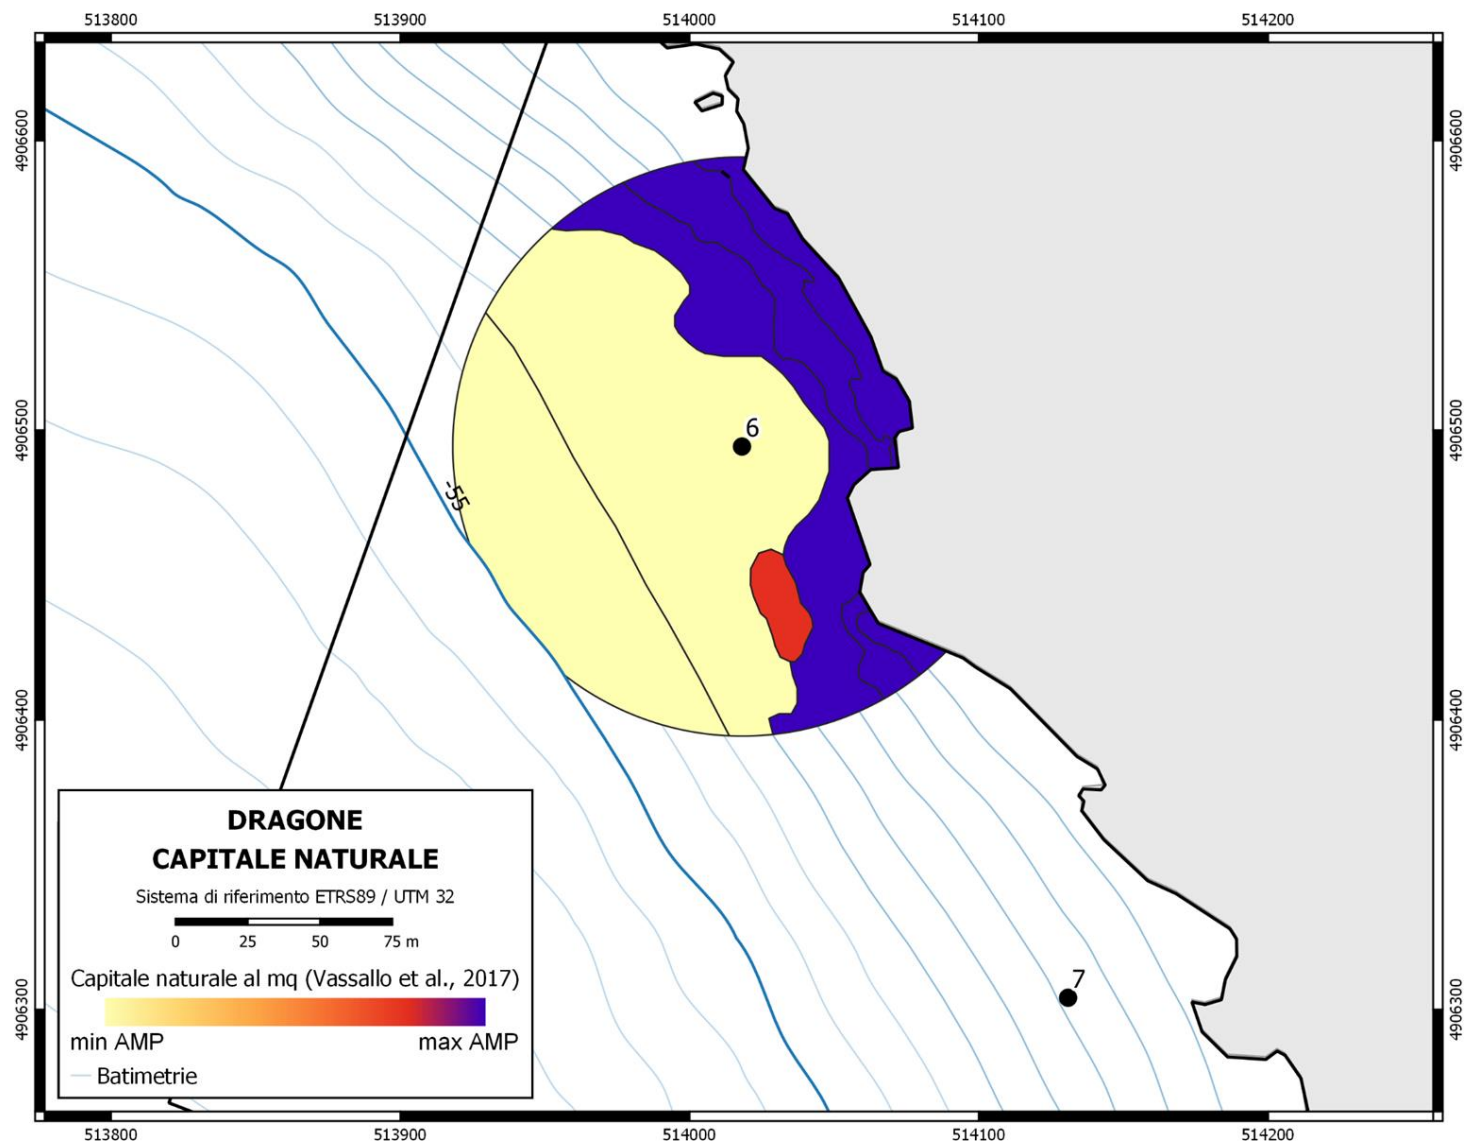 513800 513900 514000 514100 514200
4906600 4906600
6
4906500 4906500
-55
4906400 4906400
DRAGONE
CAPITALE NATURALE
Sistema di riferimento ETRS89 / UTM 32
0 25 50 75 m
Capitale naturale al mq (Vassallo et al., 2017)
min AMP max AMP
Batimetrie
7
4906300 4906300
513800 513900 514000 514100 514200